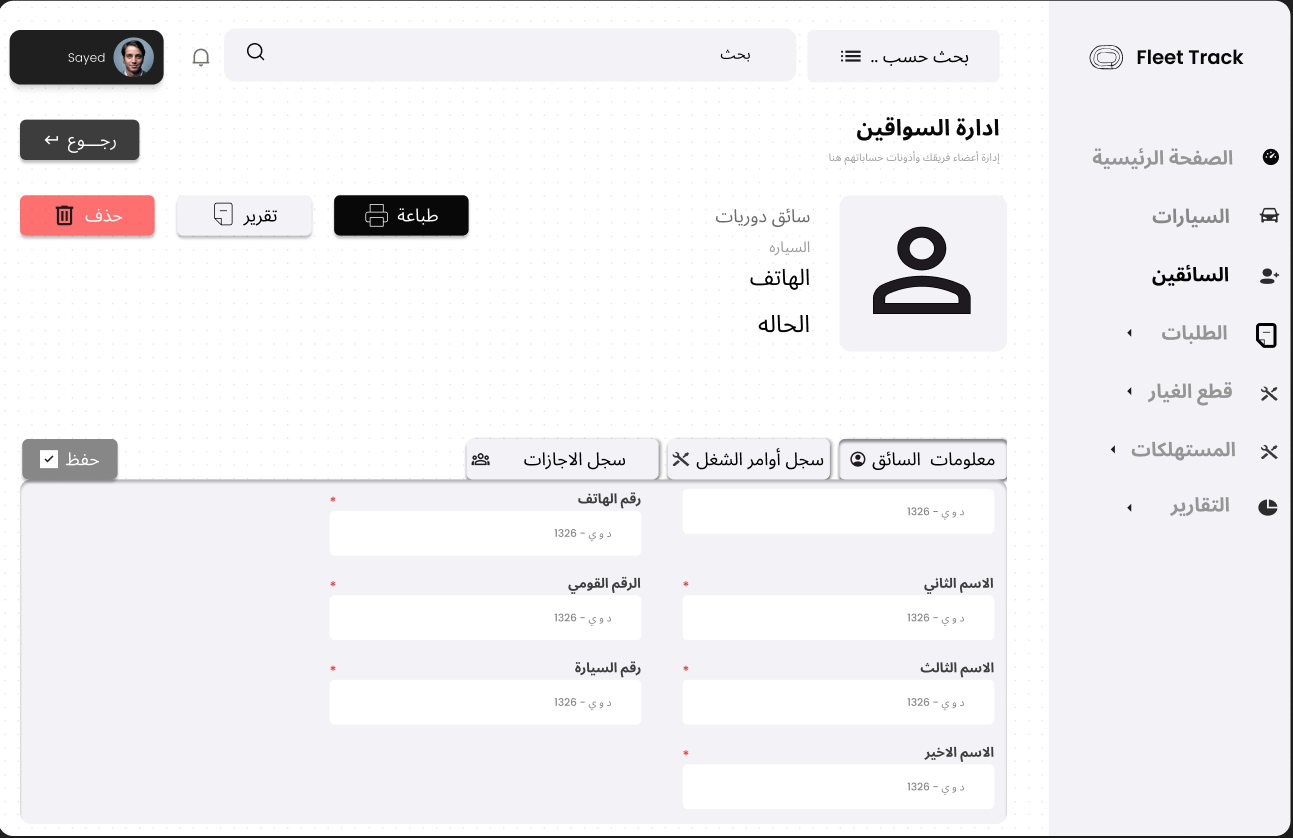 Fleet Track
الصفحة الرئيسية
السيارات
السائقين
الطلبات
قطع الغيار
المستهلكات
التقارير
بحث حسب ..
بحث
Sayed
ادارة السواقين
إدارة أعضاء فريقك وأذونات حساباتهم هنا
رجـــوع
سائق دوريات
السياره
الهاتف
الحاله
طباعة
تقرير
حذف
معلومات السائق
سجل أوامر الشغل
سجل الاجازات
حفظ
د و ي - 1326
رقم الهاتف *
د و ي - 1326
الاسم الثاني *
د و ي - 1326
الرقم القومي *
د و ي - 1326
الاسم الثالث *
د و ي - 1326
رقم السيارة *
د و ي - 1326
الاسم الاخير *
د و ي - 1326